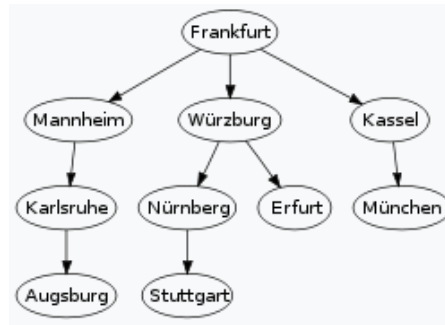 Frankfurt
Mannheim
Würzburg
Kassel
Karlsruhe
Nürnberg
Erfurt
München
Augsburg
Stuttgart